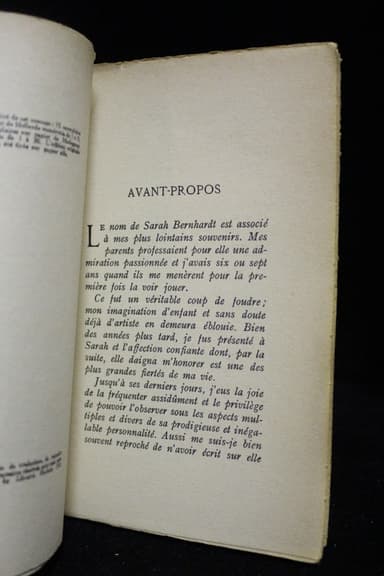 AVANT-PROPOS
LE nom de Sarah Bernhardt est associé
à mes plus lointains souvenirs. Mes
parents professaient pour elle une ad-
miration passionnée et j'avais six ou sept
ans quand ils me menèrent pour la pre-
mière fois la voir jouer.
Ce fut un véritable coup de foudre;
mon imagination d'enfant et sans doute
déjà d'artiste en demeura éblouie. Bien
des années plus tard, je fus présenté à
Sarah et l'affection confiante dont, par la
suite, elle daigna m'honorer est une des
plus grandes fiertés de ma vie.
Jusqu'à ses derniers jours, j'eus la joie
de la fréquenter assidûment et le privilège
de pouvoir l'observer sous les aspects mul-
tiples et divers de sa prodigieuse et inéga-
lable personnalité. Aussi me suis-je bien
souvent reproché de n'avoir écrit sur elle